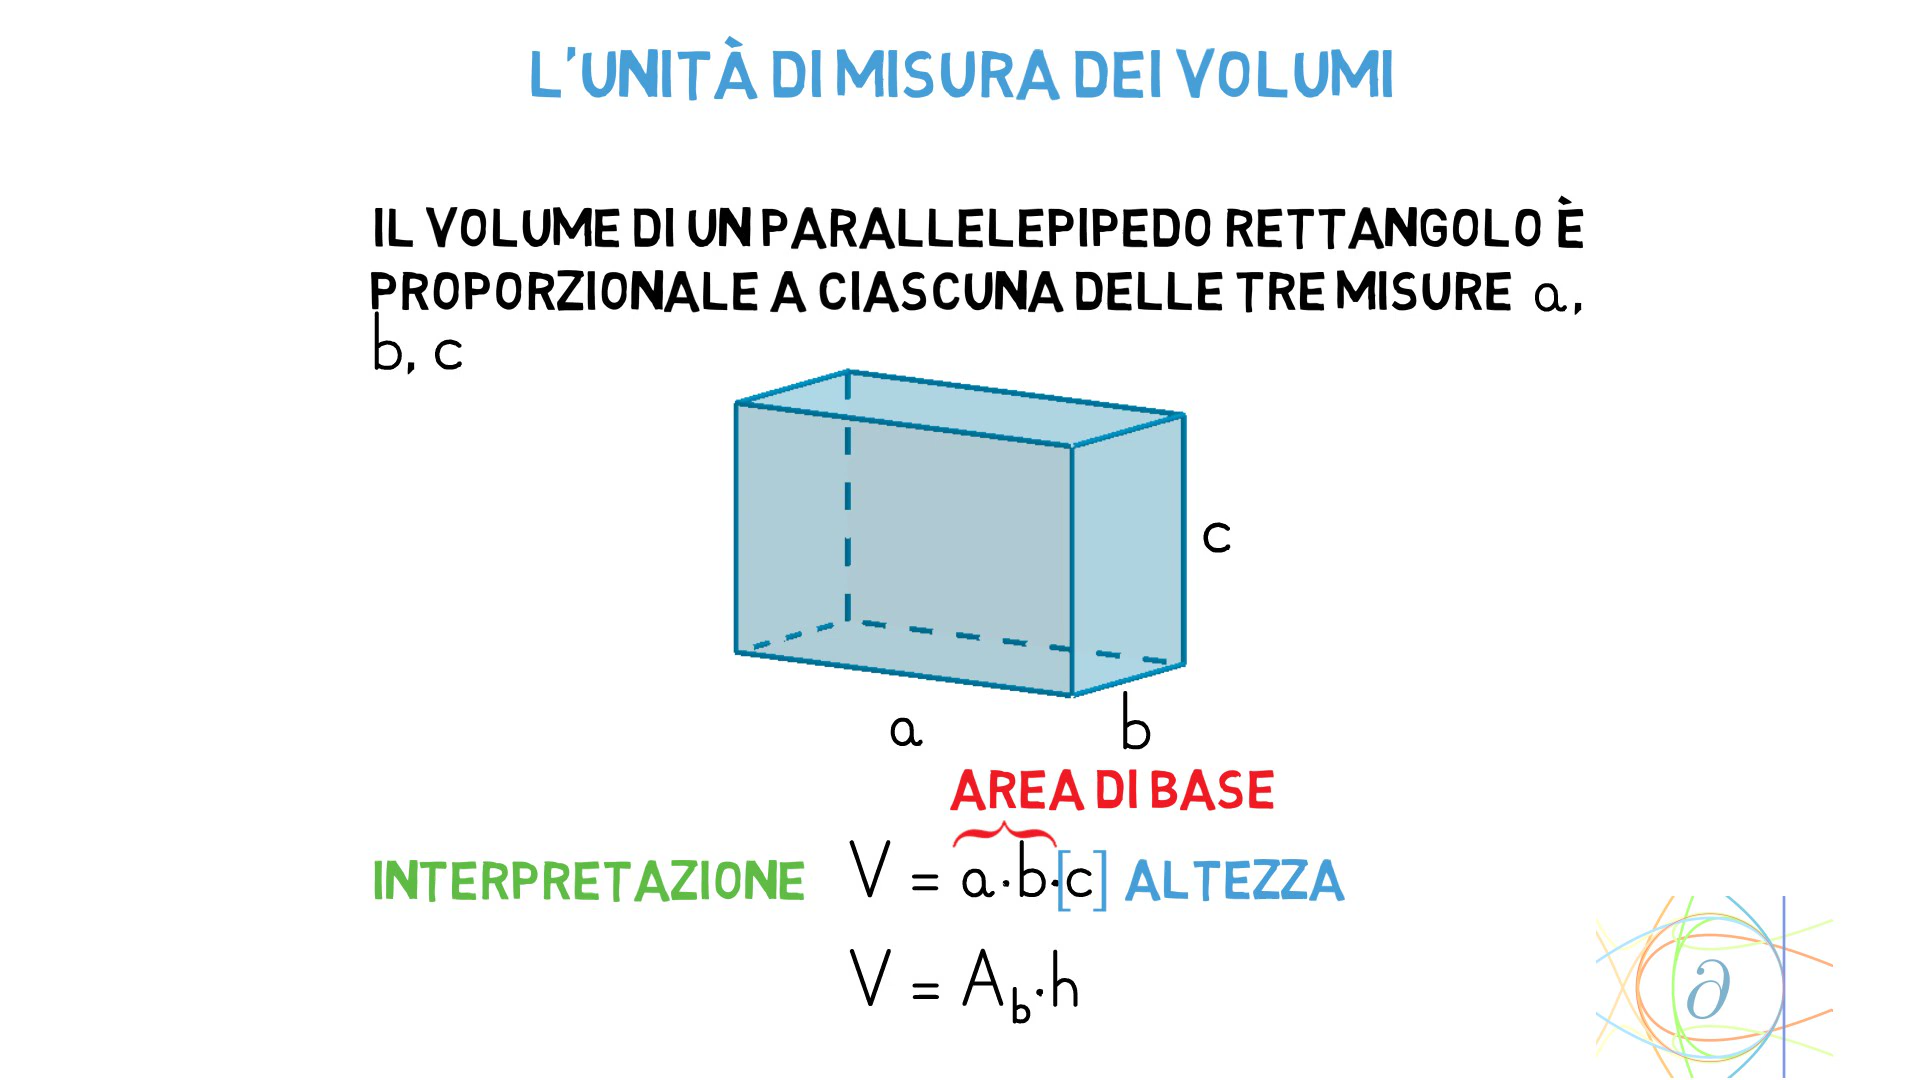 L'UNITÀ DI MISURA DEI VOLUMI
IL VOLUME DI UN PARALLELEPIPEDO RETTANGOLO È
PROPORZIONALE A CIASCUNA DELLE TRE MISURE a,
b, c
c
a
b
AREA DI BASE
INTERPRETAZIONE V = a·b·[c] ALTEZZA
V = A_b·h
∂